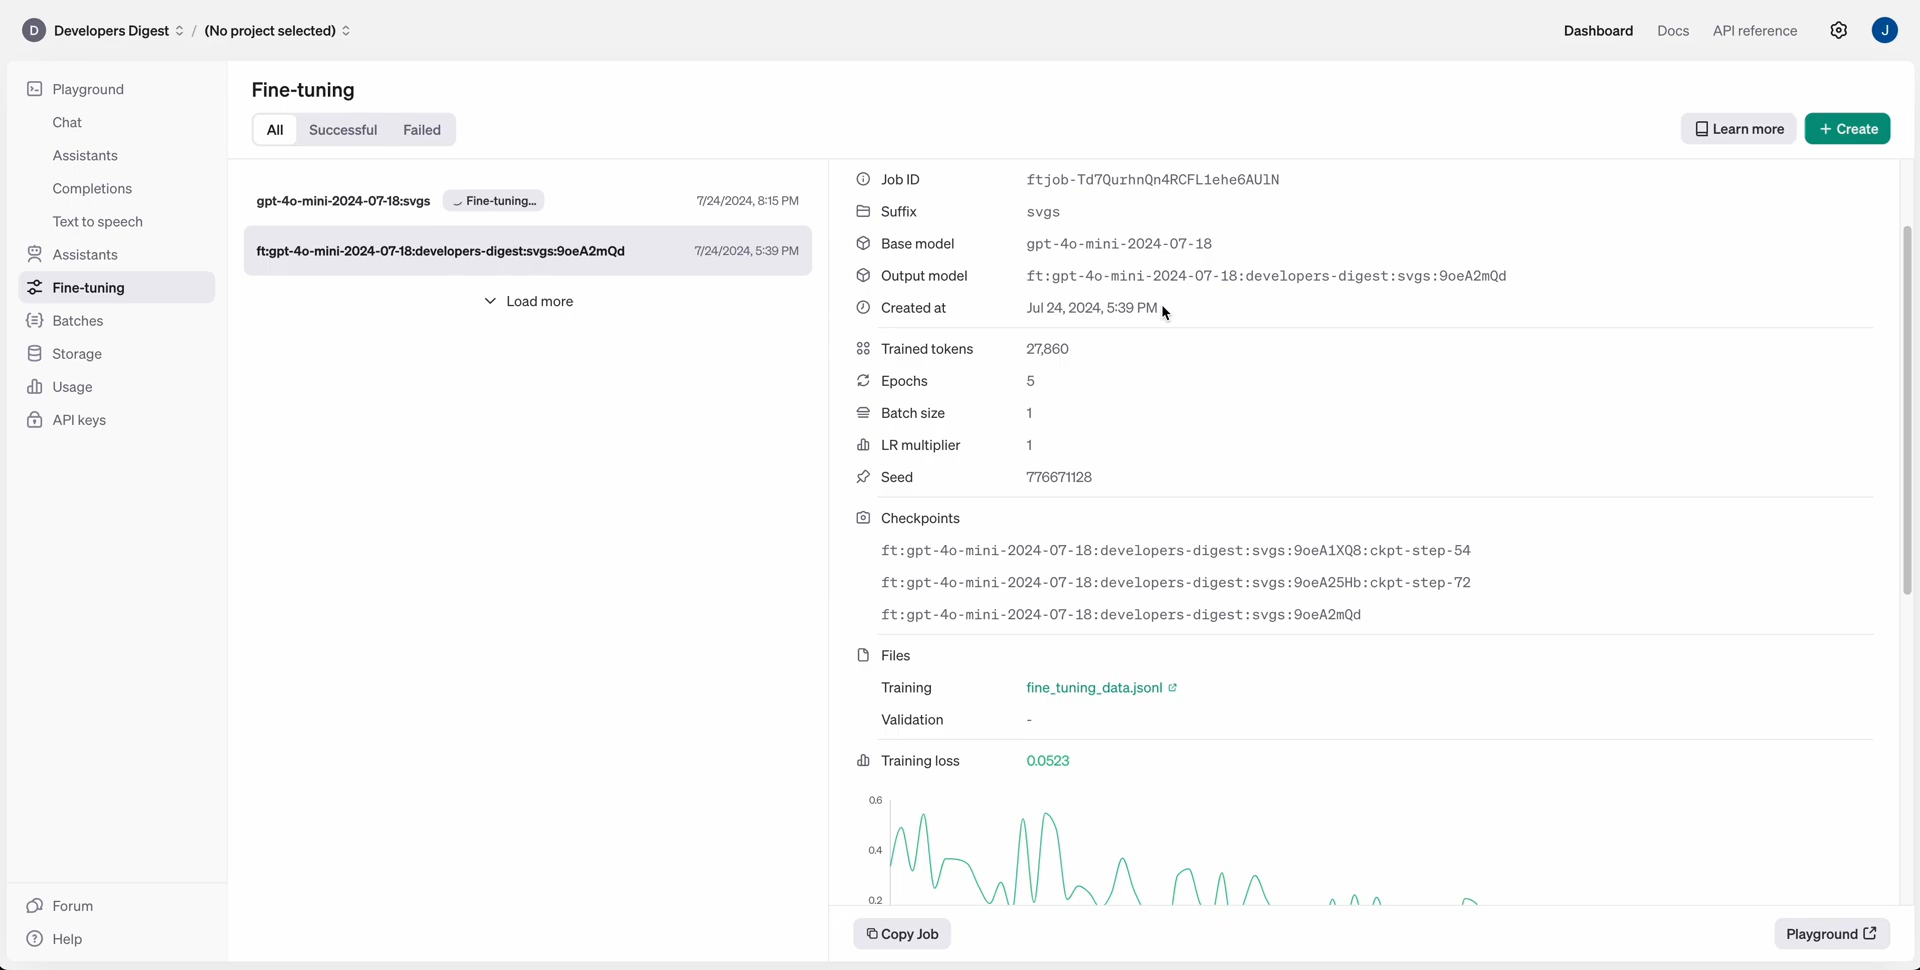 D Developers Digest / (No project selected)
Dashboard Docs API reference J
Playground
Chat
Assistants
Completions
Text to speech
Assistants
Fine-tuning
Batches
Storage
Usage
API keys
Forum
Help
Fine-tuning
All Successful Failed
Learn more + Create
gpt-4o-mini-2024-07-18:svgs Fine-tuning... 7/24/2024, 8:15 PM
ft:gpt-4o-mini-2024-07-18:developers-digest:svgs:9oeA2mQd 7/24/2024, 5:39 PM
Load more
Job ID ftjob-Td7QurhnQn4RCFL1ehe6AUlN
Suffix svgs
Base model gpt-4o-mini-2024-07-18
Output model ft:gpt-4o-mini-2024-07-18:developers-digest:svgs:9oeA2mQd
Created at Jul 24, 2024, 5:39 PM
Trained tokens 27,860
Epochs 5
Batch size 1
LR multiplier 1
Seed 776671128
Checkpoints
ft:gpt-4o-mini-2024-07-18:developers-digest:svgs:9oeA1XQ8:ckpt-step-54
ft:gpt-4o-mini-2024-07-18:developers-digest:svgs:9oeA25Hb:ckpt-step-72
ft:gpt-4o-mini-2024-07-18:developers-digest:svgs:9oeA2mQd
Files
Training fine_tuning_data.jsonl
Validation -
Training loss 0.0523
0.6
0.4
0.2
Copy Job
Playground